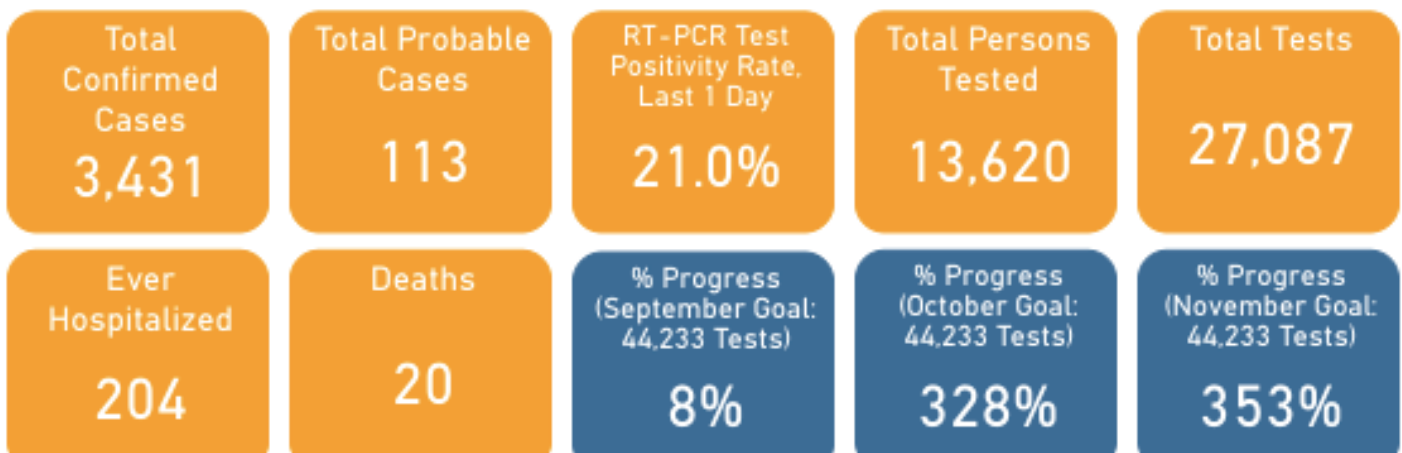 Total
Confirmed
Cases
3,431
Total Probable
Cases
113
RT-PCR Test
Positivity Rate,
Last 1 Day
21.0%
Total Persons
Tested
13,620
Total Tests
27,087
Ever
Hospitalized
204
Deaths
20
% Progress
(September Goal:
44,233 Tests)
8%
% Progress
(October Goal:
44,233 Tests)
328%
% Progress
(November Goal:
44,233 Tests)
353%